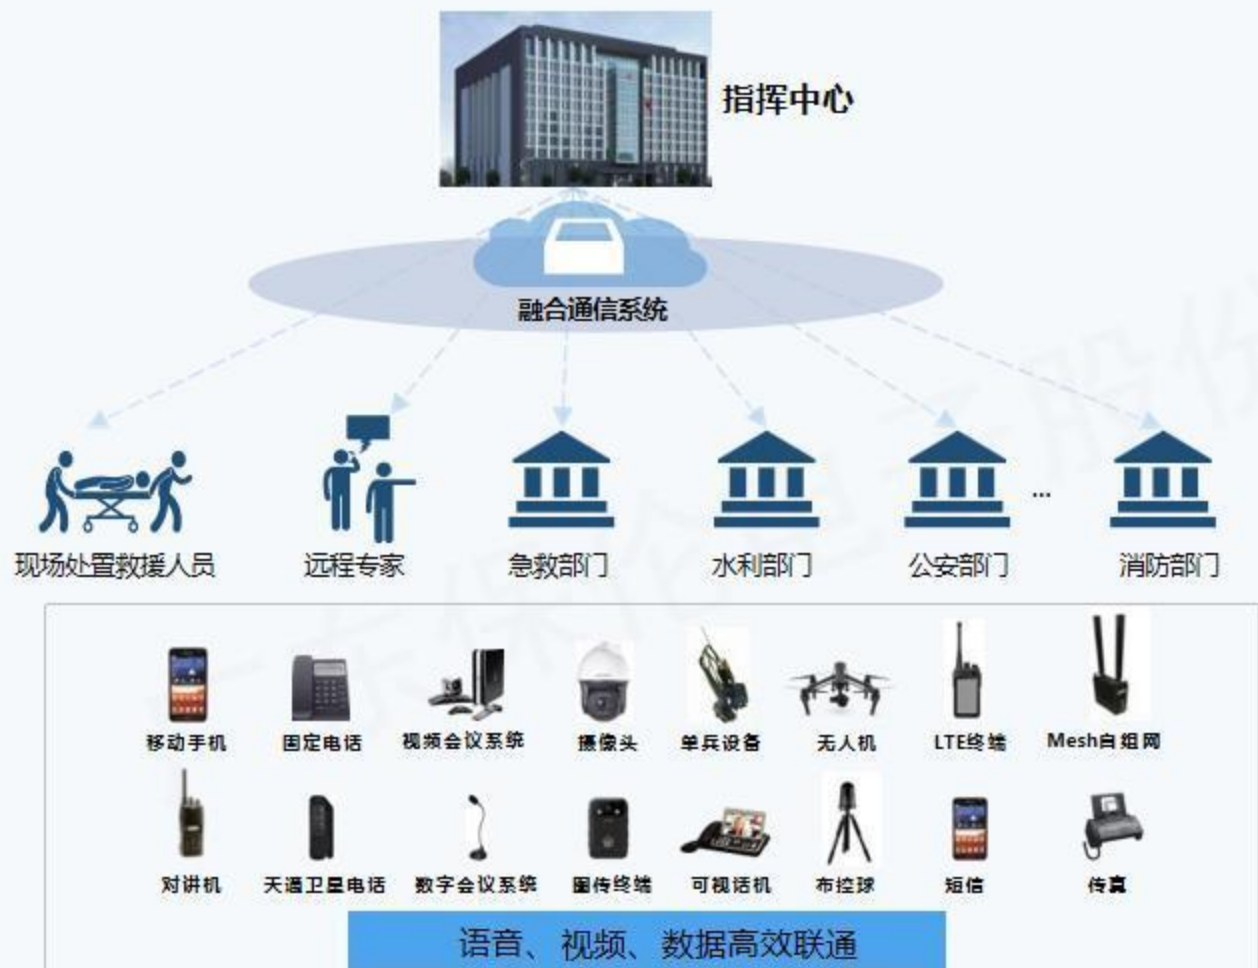 指挥中心
融合通信系统
现场处置救援人员 远程专家 急救部门 水利部门 公安部门 ... 消防部门
移动手机 固定电话 视频会议系统 摄像头 单兵设备 无人机 LTE终端 Mesh自组网
对讲机 天通卫星电话 数字会议系统 图传终端 可视话机 布控球 短信 传真
语音、视频、数据高效联通